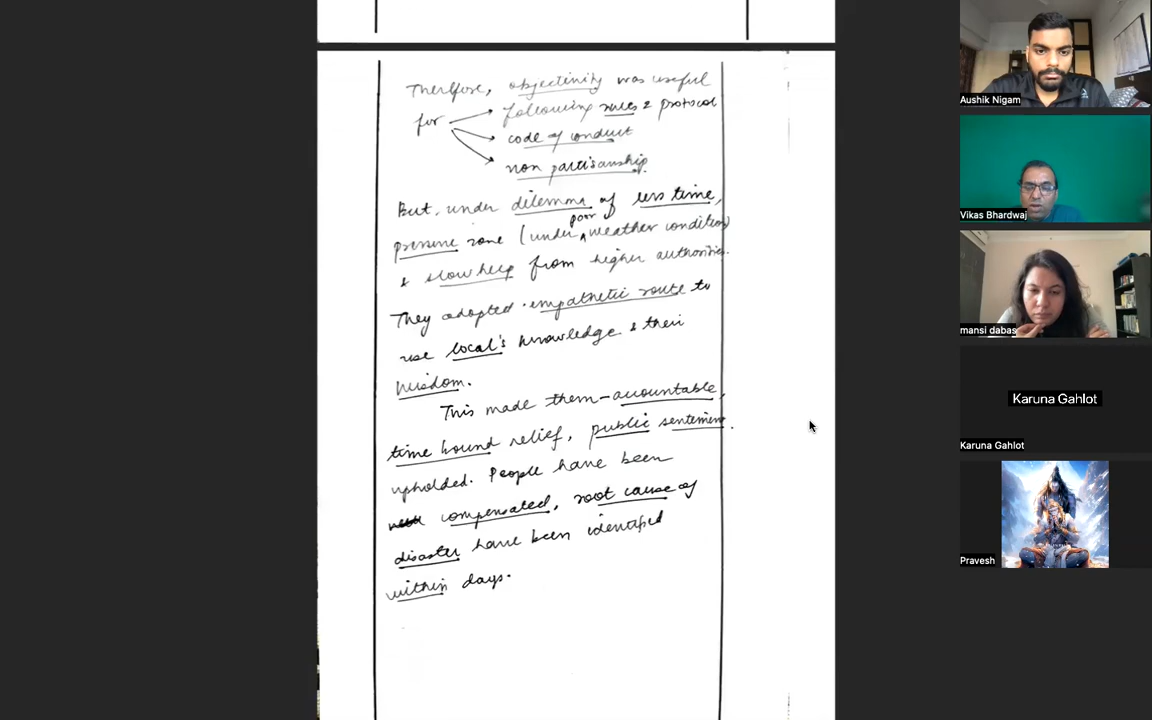 Therefore, objectivity was useful
for → following rules & protocol
→ code of conduct
→ non partisanship.
But, under dilemma of less time,
pressure zone (under poor weather condition)
& slow help from higher authorities.
They adopted empathetic route to
use local's knowledge & their
wisdom.
This made them - accountable,
time bound relief, public sentiment
upholded. People have been
compensated, root cause of
disaster have been identified
within days.
Aushik Nigam
Vikas Bhardwaj
mansi dabas
Karuna Gahlot
Karuna Gahlot
Pravesh